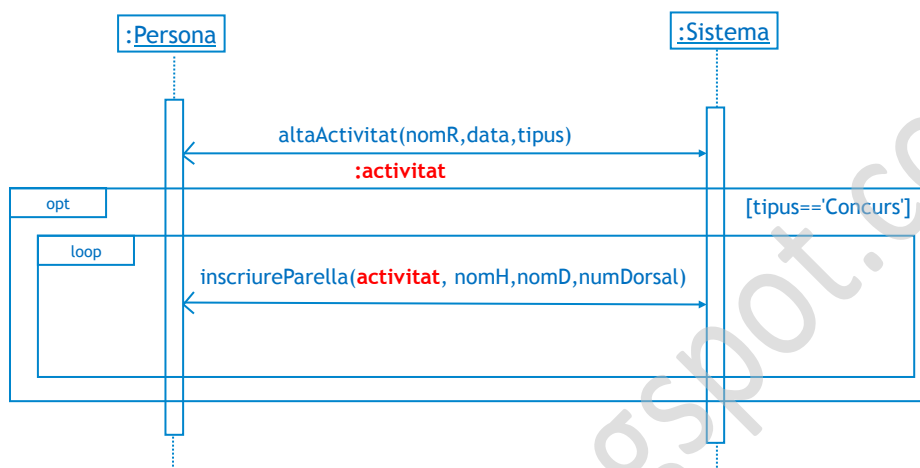 :Persona
:Sistema
altaActivitat(nomR,data,tipus)
:activitat
opt
[tipus=='Concurs']
loop
inscriureParella(activitat, nomH,nomD,numDorsal)